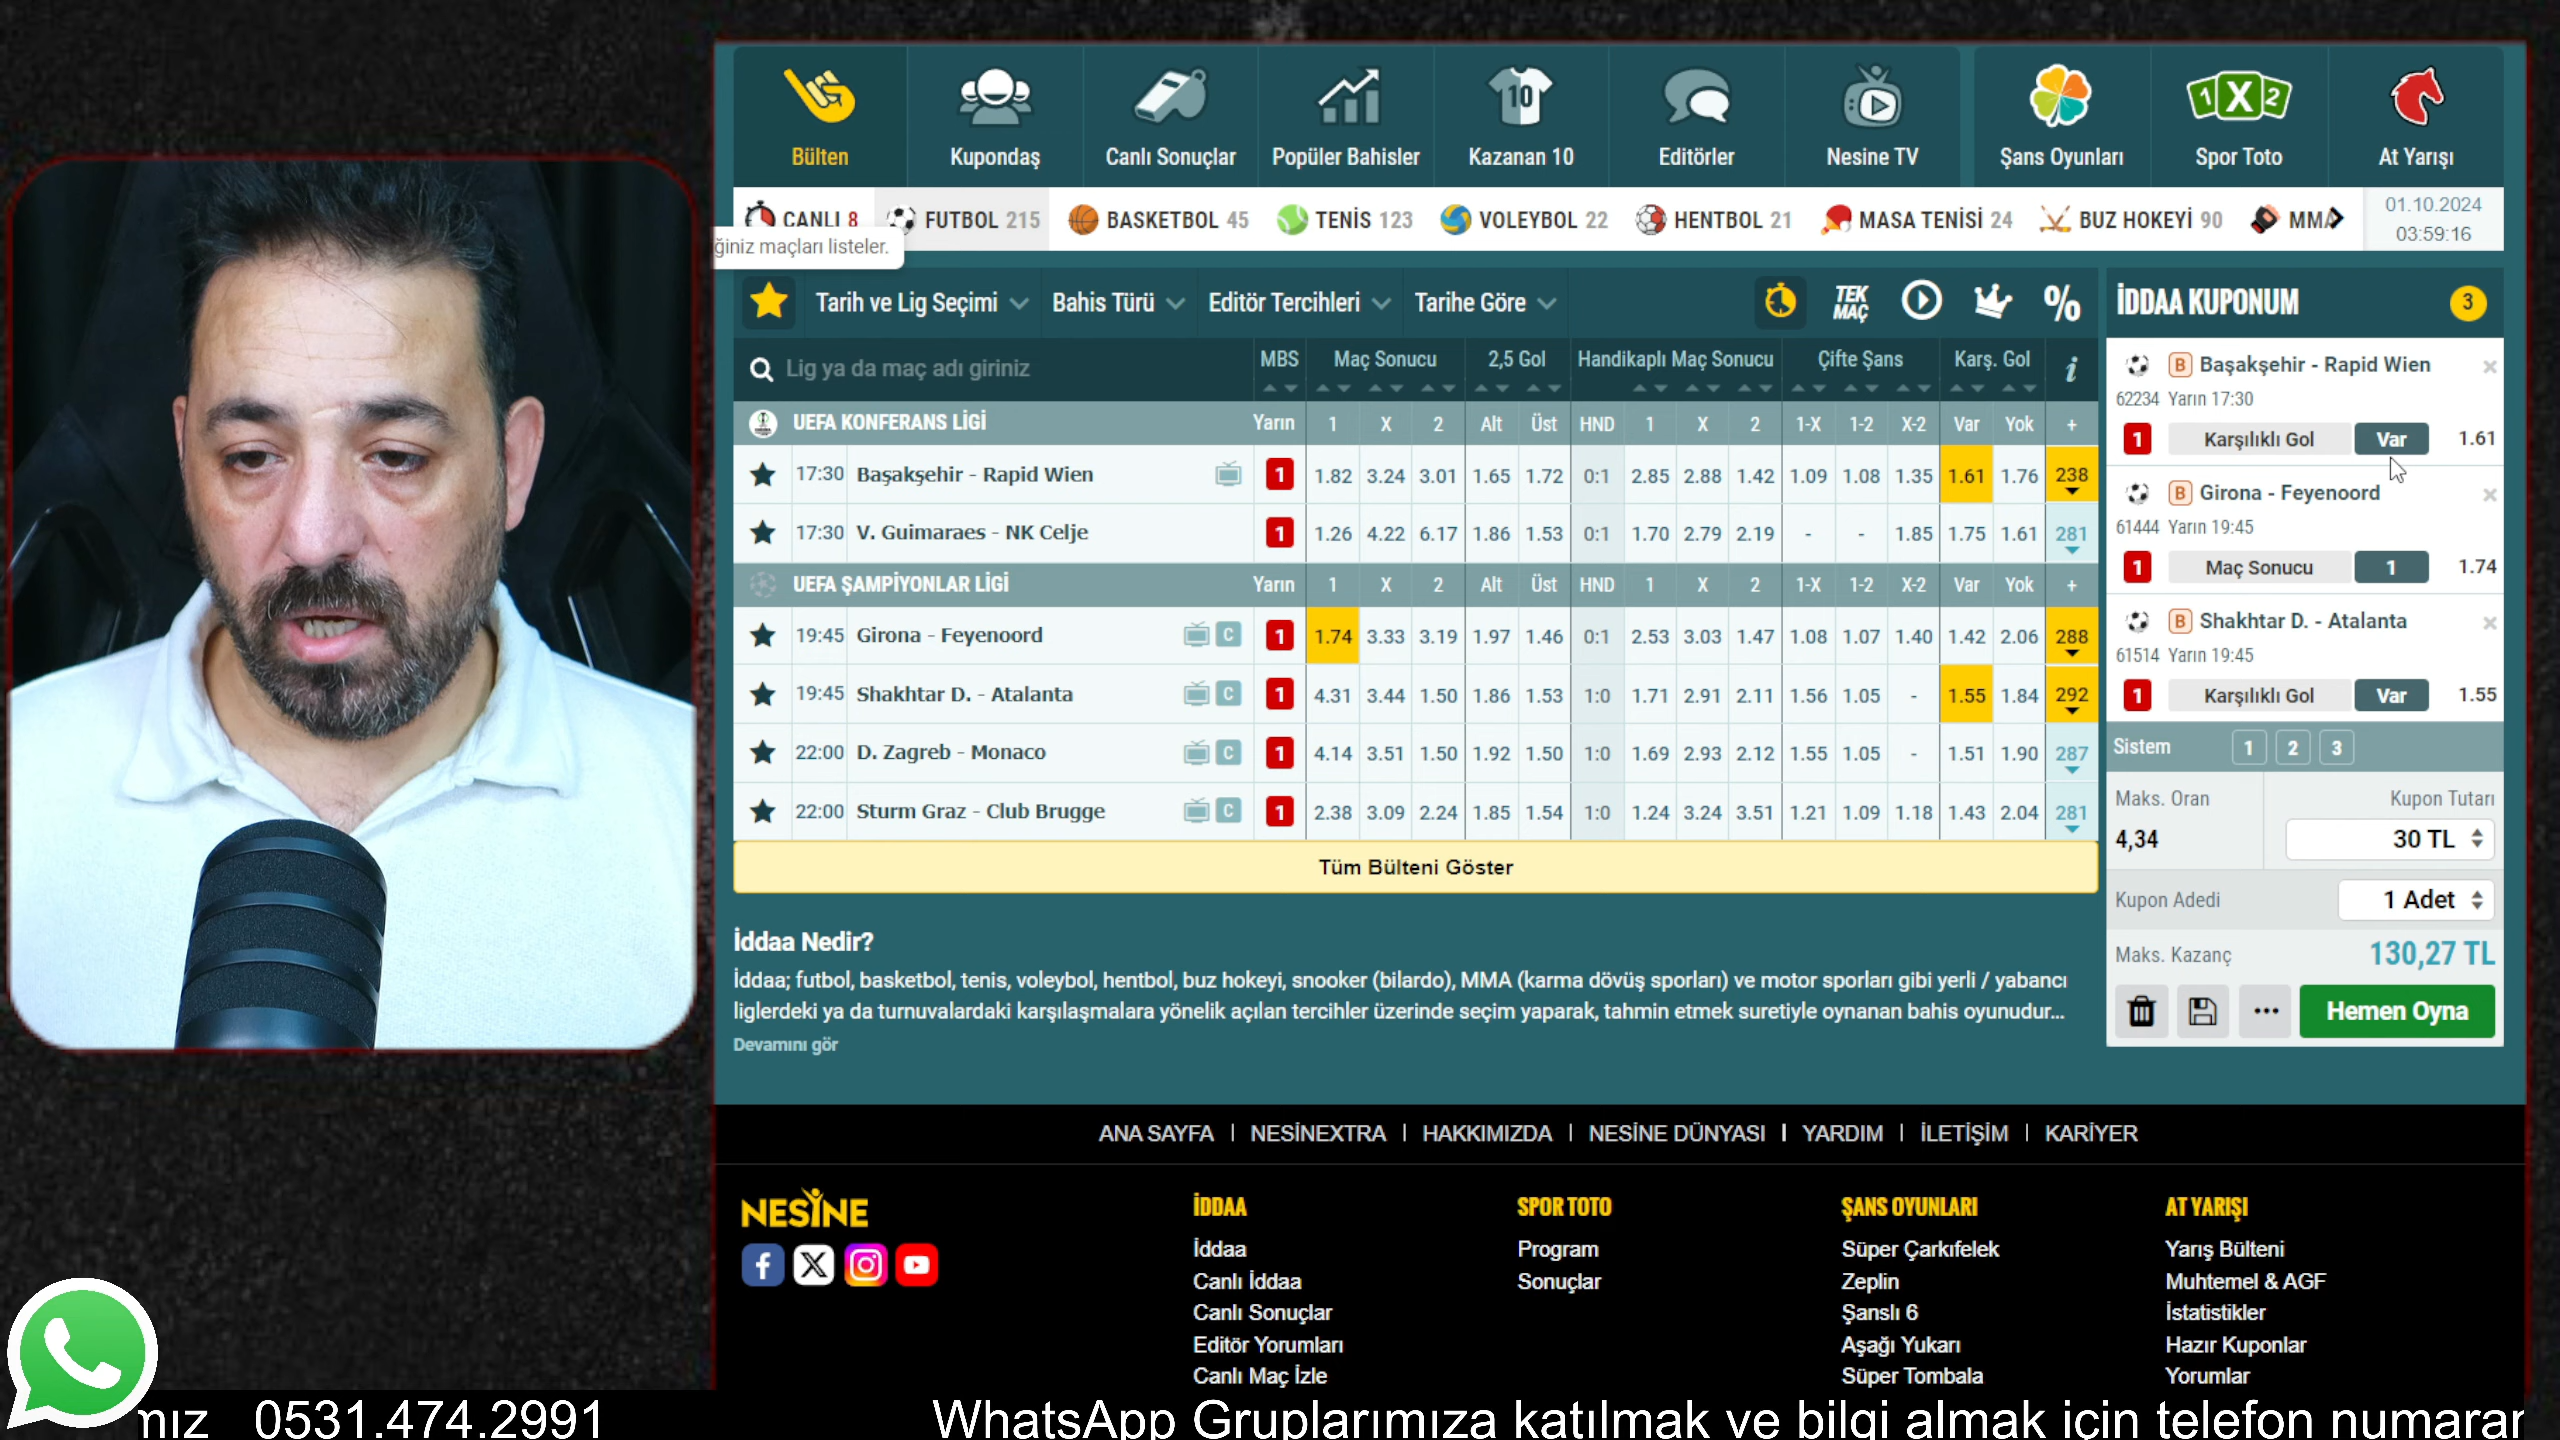 Bülten
Kupondaş
Canlı Sonuçlar
Popüler Bahisler
10
Kazanan 10
Editörler
Nesine TV
Şans Oyunları
1 X 2
Spor Toto
At Yarışı
CANLI 8
FUTBOL 215
BASKETBOL 45
TENİS 123
VOLEYBOL 22
HENTBOL 21
MASA TENİSİ 24
BUZ HOKEYİ 90
MMA
01.10.2024
03:59:16
ğiniz maçları listeler.
Tarih ve Lig Seçimi
Bahis Türü
Editör Tercihleri
Tarihe Göre
TEK MAÇ
%
Lig ya da maç adı giriniz
MBS Maç Sonucu 2,5 Gol Handikaplı Maç Sonucu Çifte Şans Karş. Gol i
UEFA KONFERANS LİGİ Yarın 1 X 2 Alt Üst HND 1 X 2 1-X 1-2 X-2 Var Yok +
17:30 Başakşehir - Rapid Wien 1 1.82 3.24 3.01 1.65 1.72 0:1 2.85 2.88 1.42 1.09 1.08 1.35 1.61 1.76 238
17:30 V. Guimaraes - NK Celje 1 1.26 4.22 6.17 1.86 1.53 0:1 1.70 2.79 2.19 - - 1.85 1.75 1.61 281
UEFA ŞAMPİYONLAR LİGİ Yarın 1 X 2 Alt Üst HND 1 X 2 1-X 1-2 X-2 Var Yok +
19:45 Girona - Feyenoord C 1 1.74 3.33 3.19 1.97 1.46 0:1 2.53 3.03 1.47 1.08 1.07 1.40 1.42 2.06 288
19:45 Shakhtar D. - Atalanta C 1 4.31 3.44 1.50 1.86 1.53 1:0 1.71 2.91 2.11 1.56 1.05 - 1.55 1.84 292
22:00 D. Zagreb - Monaco C 1 4.14 3.51 1.50 1.92 1.50 1:0 1.69 2.93 2.12 1.55 1.05 - 1.51 1.90 287
22:00 Sturm Graz - Club Brugge C 1 2.38 3.09 2.24 1.85 1.54 1:0 1.24 3.24 3.51 1.21 1.09 1.18 1.43 2.04 281
Tüm Bülteni Göster
İDDAA KUPONUM 3
B Başakşehir - Rapid Wien
62234 Yarın 17:30
1 Karşılıklı Gol Var 1.61
B Girona - Feyenoord
61444 Yarın 19:45
1 Maç Sonucu 1 1.74
B Shakhtar D. - Atalanta
61514 Yarın 19:45
1 Karşılıklı Gol Var 1.55
Sistem 1 2 3
Maks. Oran Kupon Tutarı
4,34 30 TL
Kupon Adedi 1 Adet
Maks. Kazanç 130,27 TL
Hemen Oyna
İddaa Nedir?
İddaa; futbol, basketbol, tenis, voleybol, hentbol, buz hokeyi, snooker (bilardo), MMA (karma dövüş sporları) ve motor sporları gibi yerli / yabancı
liglerdeki ya da turnuvalardaki karşılaşmalara yönelik açılan tercihler üzerinde seçim yaparak, tahmin etmek suretiyle oynanan bahis oyunudur...
Devamını gör
ANA SAYFA | NESİNEXTRA | HAKKIMIZDA | NESİNE DÜNYASI | YARDIM | İLETİŞİM | KARİYER
NESİNE
İDDAA
İddaa
Canlı İddaa
Canlı Sonuçlar
Editör Yorumları
Canlı Maç İzle
SPOR TOTO
Program
Sonuçlar
ŞANS OYUNLARI
Süper Çarkıfelek
Zeplin
Şanslı 6
Aşağı Yukarı
Süper Tombala
AT YARIŞI
Yarış Bülteni
Muhtemel & AGF
İstatistikler
Hazır Kuponlar
Yorumlar
mız 0531.474.2991 WhatsApp Gruplarımıza katılmak ve bilgi almak için telefon numarar